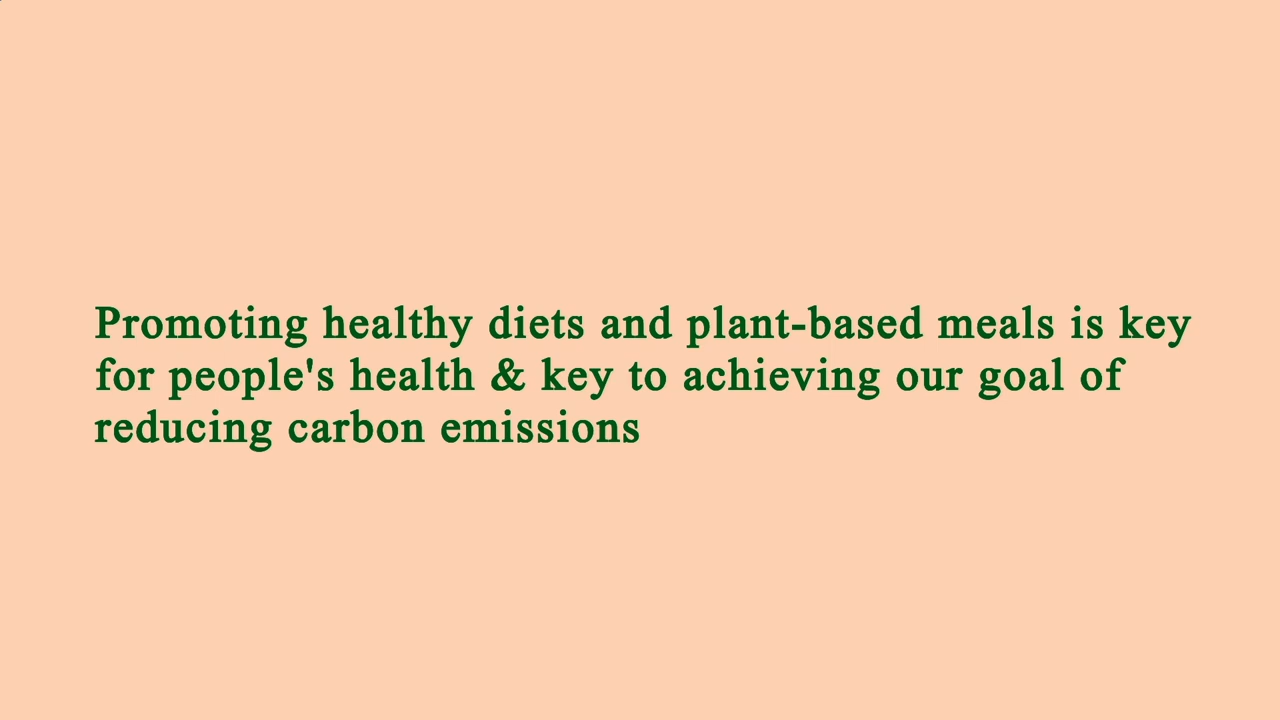 Promoting healthy diets and plant-based meals is key
for people's health & key to achieving our goal of
reducing carbon emissions